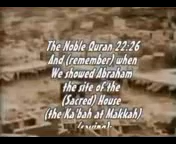 The Noble Quran 22:26
And (remember) when
We showed Abraham
the site of the
(Sacred) House
(the Ka'bah at Makkah)
(saying):